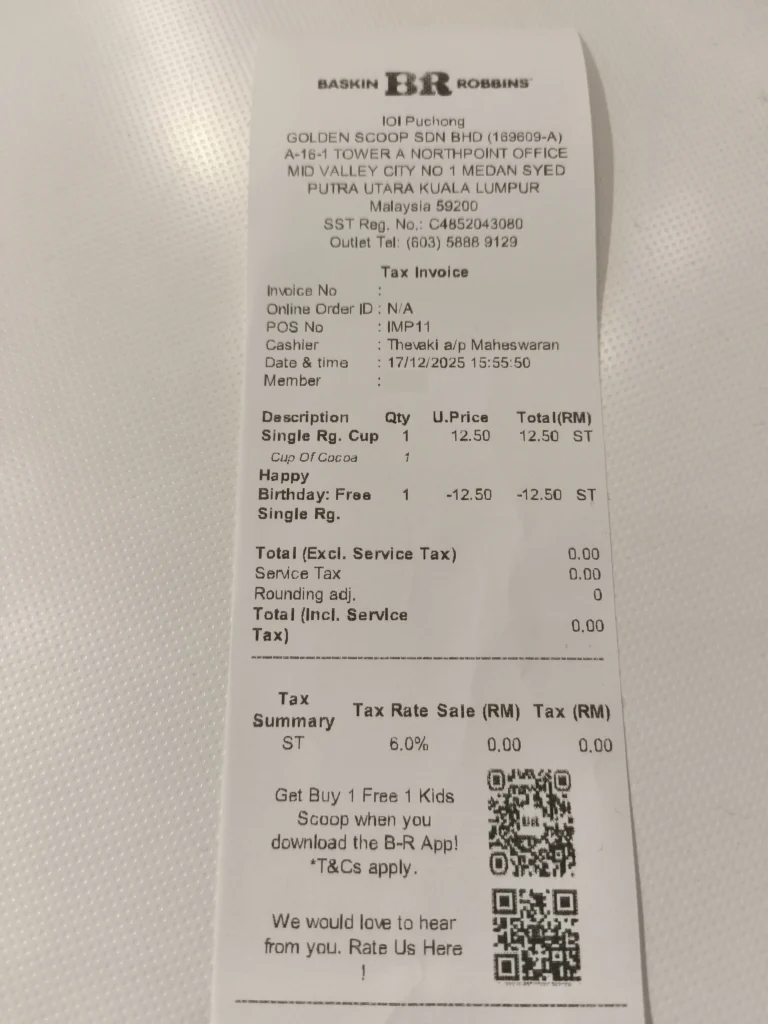 BASKIN BR ROBBINS
IOI Puchong
GOLDEN SCOOP SDN BHD (169609-A)
A-16-1 TOWER A NORTHPOINT OFFICE
MID VALLEY CITY NO 1 MEDAN SYED
PUTRA UTARA KUALA LUMPUR
Malaysia 59200
SST Reg. No.: C4852043080
Outlet Tel: (603) 5888 9129
Tax Invoice
Invoice No :
Online Order ID : N/A
POS No : IMP11
Cashier : Thevaki a/p Maheswaran
Date & time : 17/12/2025 15:55:50
Member :
Description Qty U.Price Total(RM)
Single Rg. Cup 1 12.50 12.50 ST
Cup Of Cocoa 1
Happy
Birthday: Free 1 -12.50 -12.50 ST
Single Rg.
Total (Excl. Service Tax) 0.00
Service Tax 0.00
Rounding adj. 0
Total (Incl. Service
Tax) 0.00
Tax
Summary Tax Rate Sale (RM) Tax (RM)
ST 6.0% 0.00 0.00
Get Buy 1 Free 1 Kids
Scoop when you
download the B-R App!
*T&Cs apply.
BR
We would love to hear
from you. Rate Us Here
!